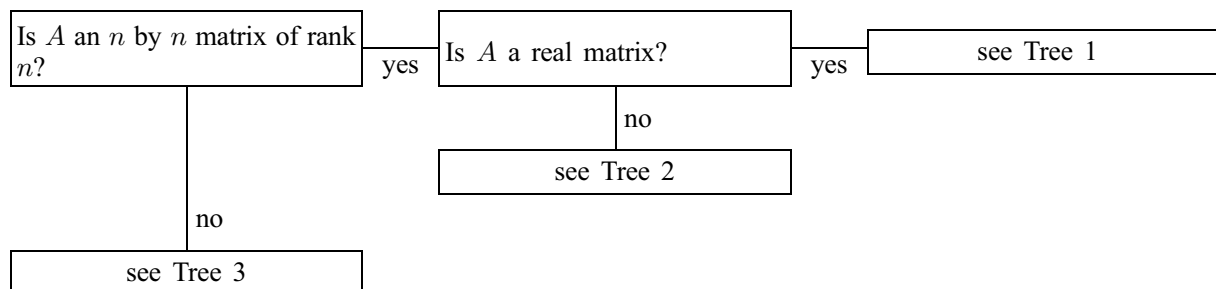 Is A an n by n matrix of rank
n?
yes
Is A a real matrix?
yes
see Tree 1
no
see Tree 2
no
see Tree 3